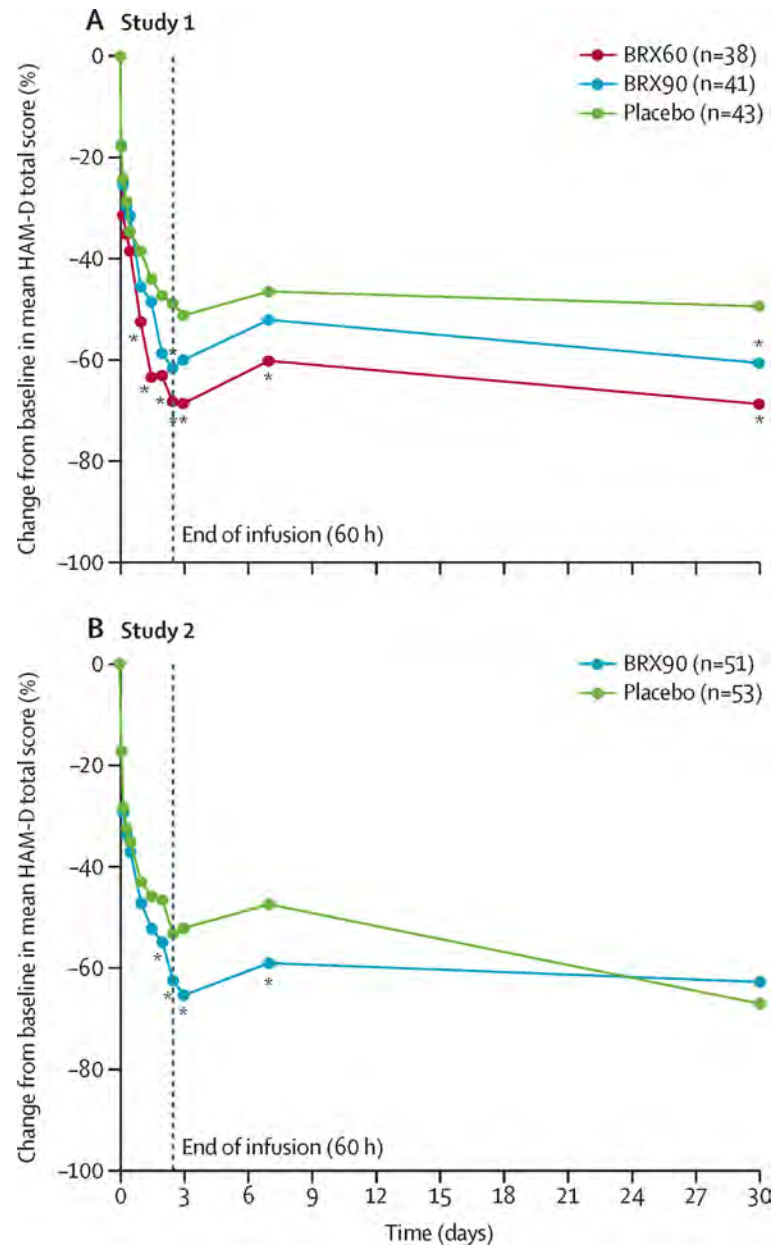 A Study 1
BRX60 (n=38)
BRX90 (n=41)
Placebo (n=43)
Change from baseline in mean HAM-D total score (%)
0
–20
–40
–60
–80
–100
*
*
*
*
*
*
*
*
*
End of infusion (60 h)
B Study 2
BRX90 (n=51)
Placebo (n=53)
Change from baseline in mean HAM-D total score (%)
0
–20
–40
–60
–80
–100
*
*
*
*
End of infusion (60 h)
0 3 6 9 12 15 18 21 24 27 30
Time (days)